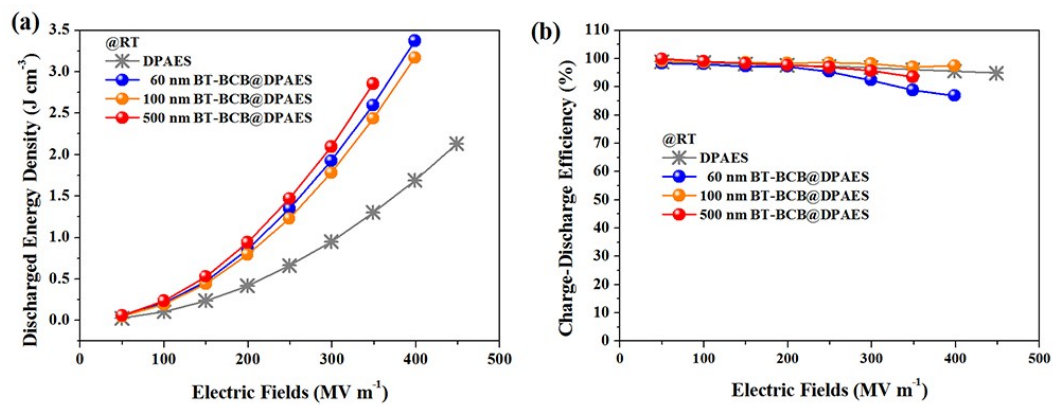 (a)
@RT
DPAES
60 nm BT-BCB@DPAES
100 nm BT-BCB@DPAES
500 nm BT-BCB@DPAES
Discharged Energy Density (J cm⁻³)
3.5
3.0
2.5
2.0
1.5
1.0
0.5
0.0
0
100
200
300
400
500
Electric Fields (MV m⁻¹)
(b)
Charge-Discharge Efficiency (%)
110
100
90
80
70
60
50
40
30
20
10
0
@RT
DPAES
60 nm BT-BCB@DPAES
100 nm BT-BCB@DPAES
500 nm BT-BCB@DPAES
0
100
200
300
400
500
Electric Fields (MV m⁻¹)